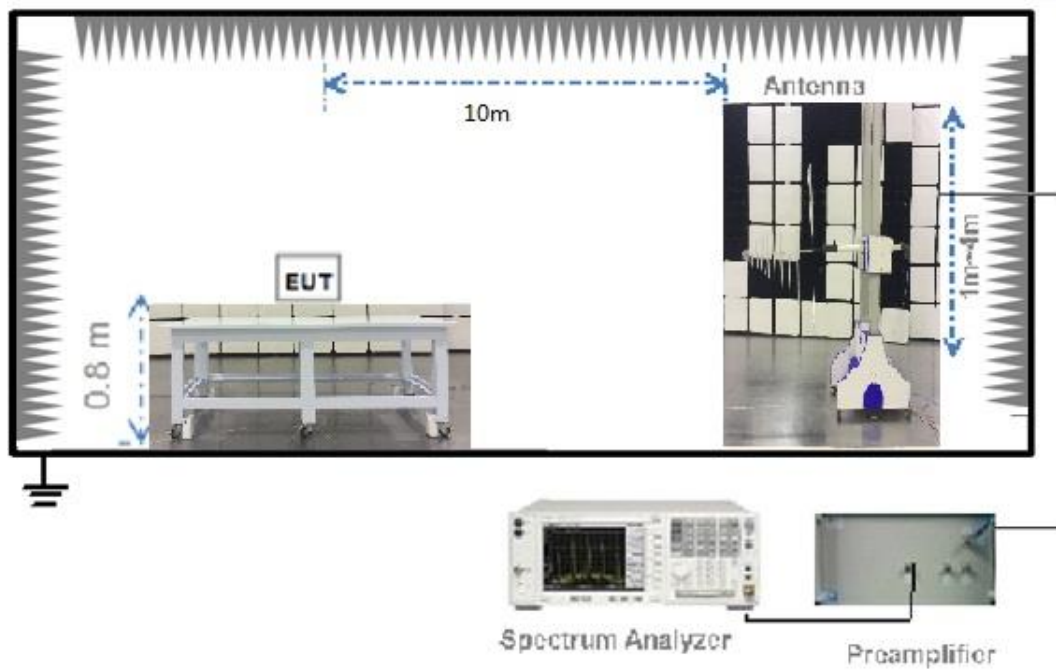 Antenna
10m
1m~4m
EUT
0.8 m
Spectrum Analyzer
Preamplifier